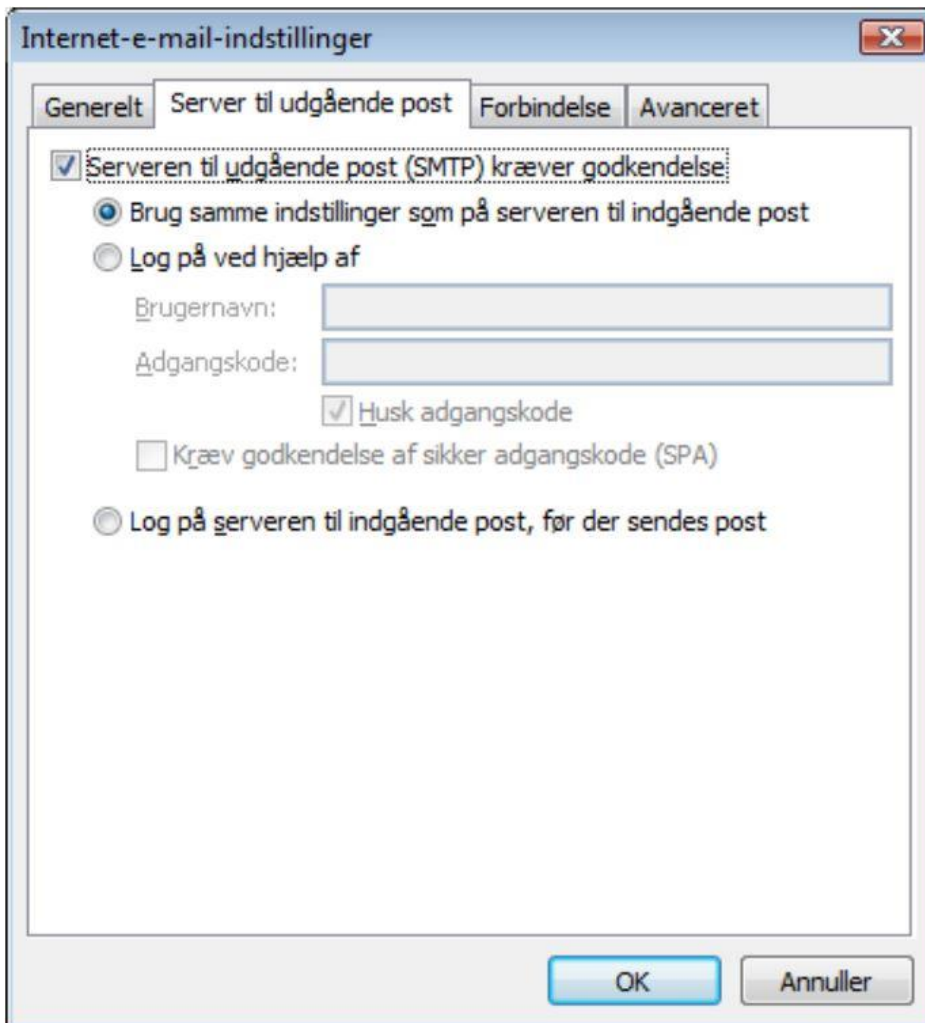 Internet-e-mail-indstillinger
Generelt Server til udgående post Forbindelse Avanceret
Serveren til udgående post (SMTP) kræver godkendelse
Brug samme indstillinger som på serveren til indgående post
Log på ved hjælp af
Brugernavn:
Adgangskode:
Husk adgangskode
Kræv godkendelse af sikker adgangskode (SPA)
Log på serveren til indgående post, før der sendes post
OK Annuller